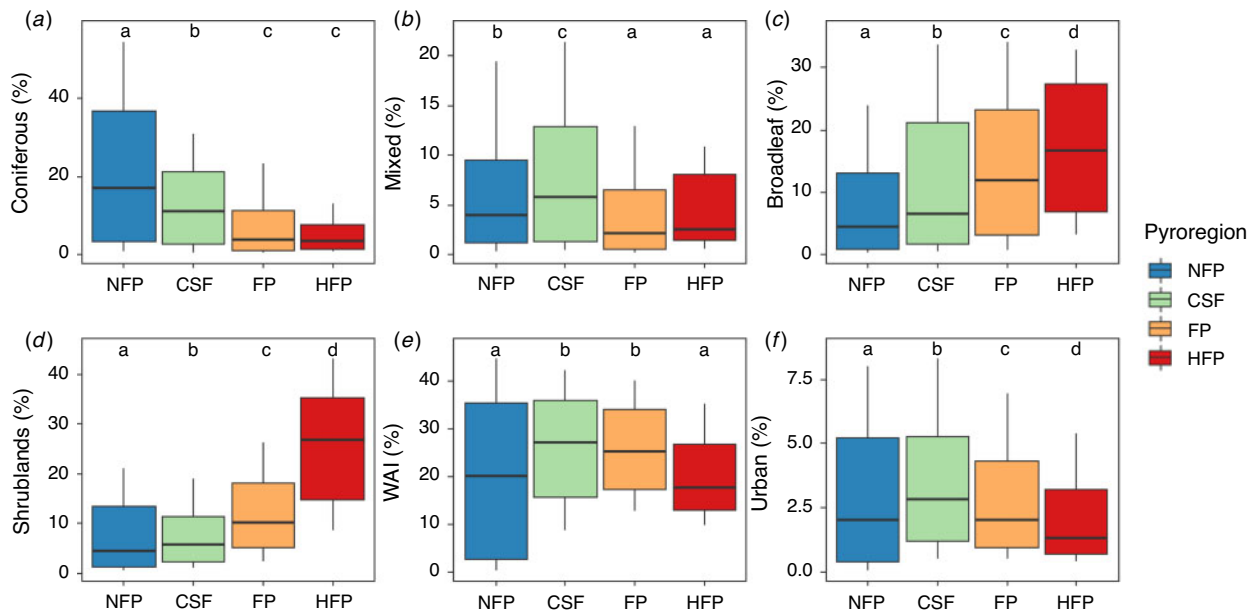 (a)
a b c c
Coniferous (%)
40
20
0
NFP CSF FP HFP
(b)
b c a a
Mixed (%)
20
15
10
5
0
NFP CSF FP HFP
(c)
a b c d
Broadleaf (%)
30
20
10
0
NFP CSF FP HFP
Pyroregion
NFP
CSF
FP
HFP
(d)
a b c d
Shrublands (%)
40
30
20
10
0
NFP CSF FP HFP
(e)
a b b a
WAI (%)
40
30
20
10
0
NFP CSF FP HFP
(f)
a b c d
Urban (%)
7.5
5.0
2.5
0.0
NFP CSF FP HFP